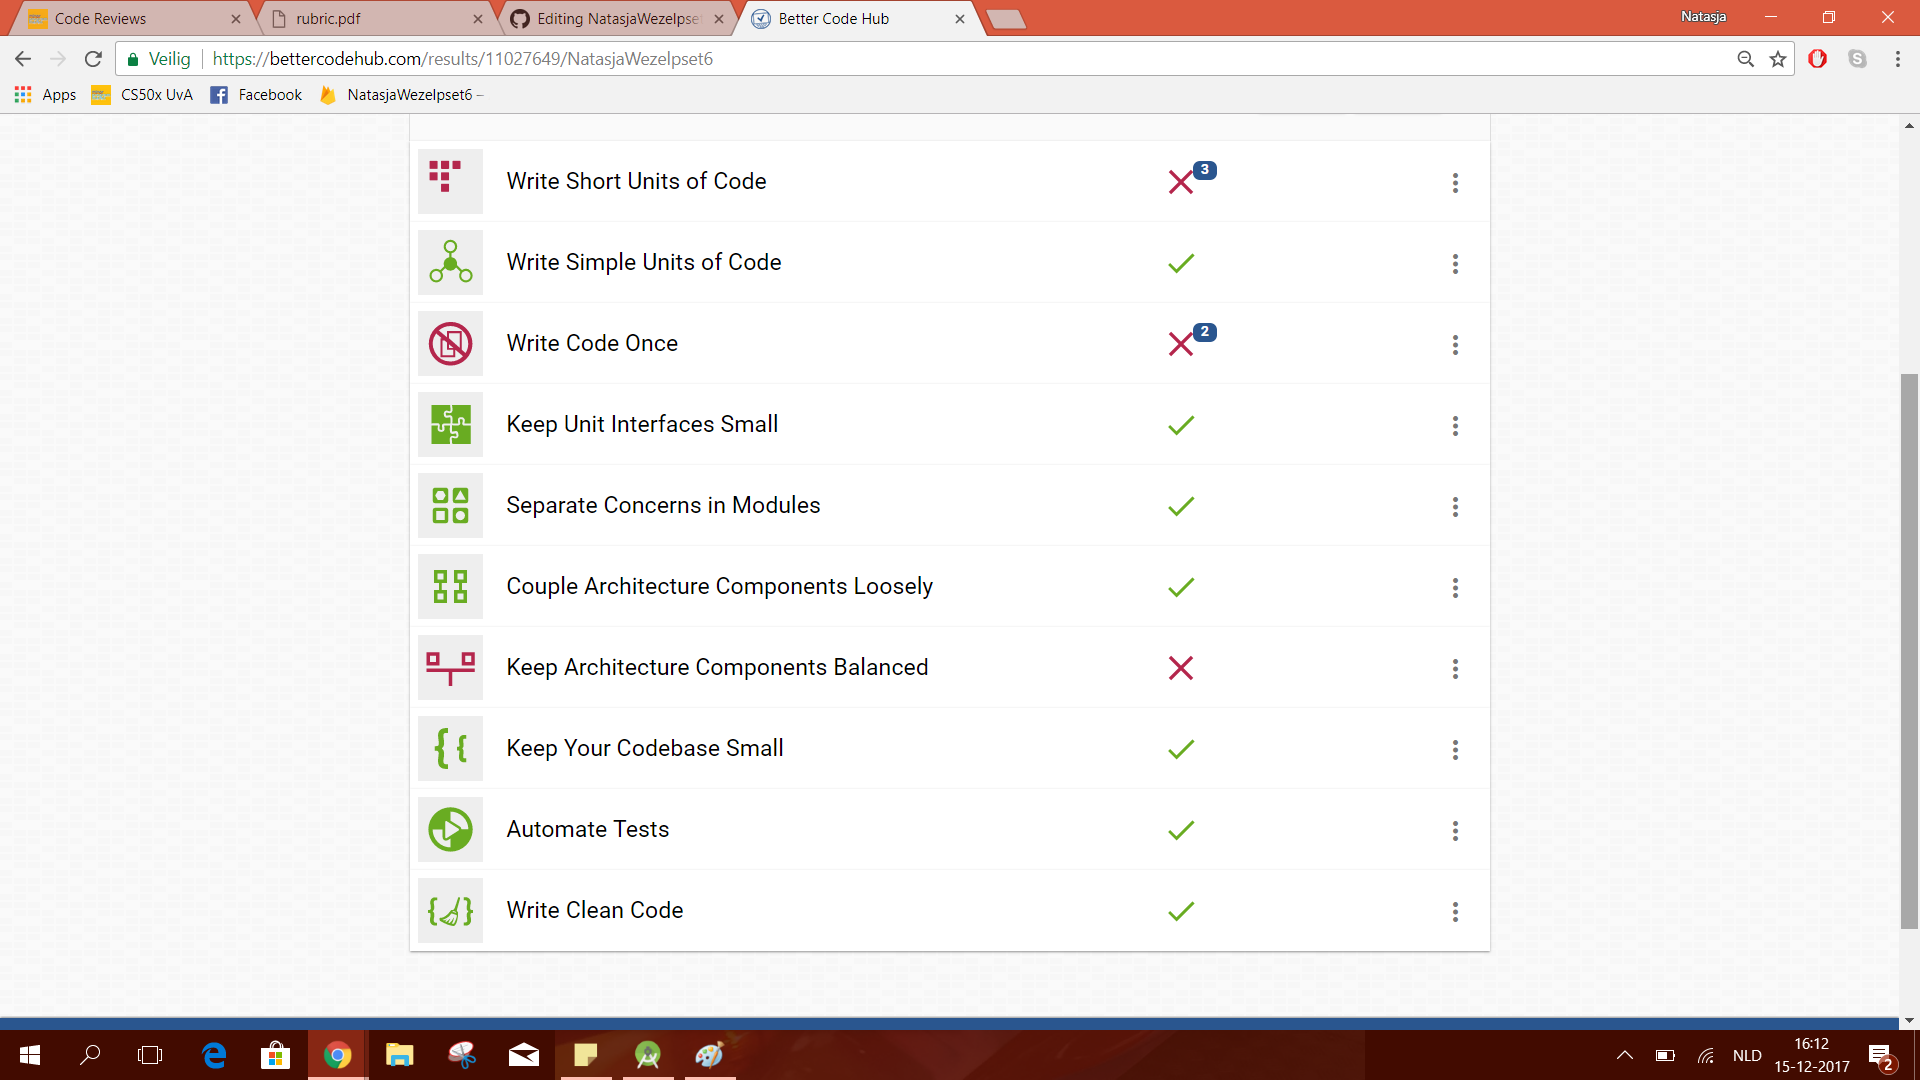 Code Reviews
rubric.pdf
Editing NatasjaWezelpset
Better Code Hub
Natasja
Veilig
https://bettercodehub.com/results/11027649/NatasjaWezelpset6
Apps
CS50x UvA
Facebook
NatasjaWezelpset6 –
Write Short Units of Code
3
Write Simple Units of Code
Write Code Once
2
Keep Unit Interfaces Small
Separate Concerns in Modules
Couple Architecture Components Loosely
Keep Architecture Components Balanced
Keep Your Codebase Small
Automate Tests
Write Clean Code
NLD
16:12
15-12-2017
2